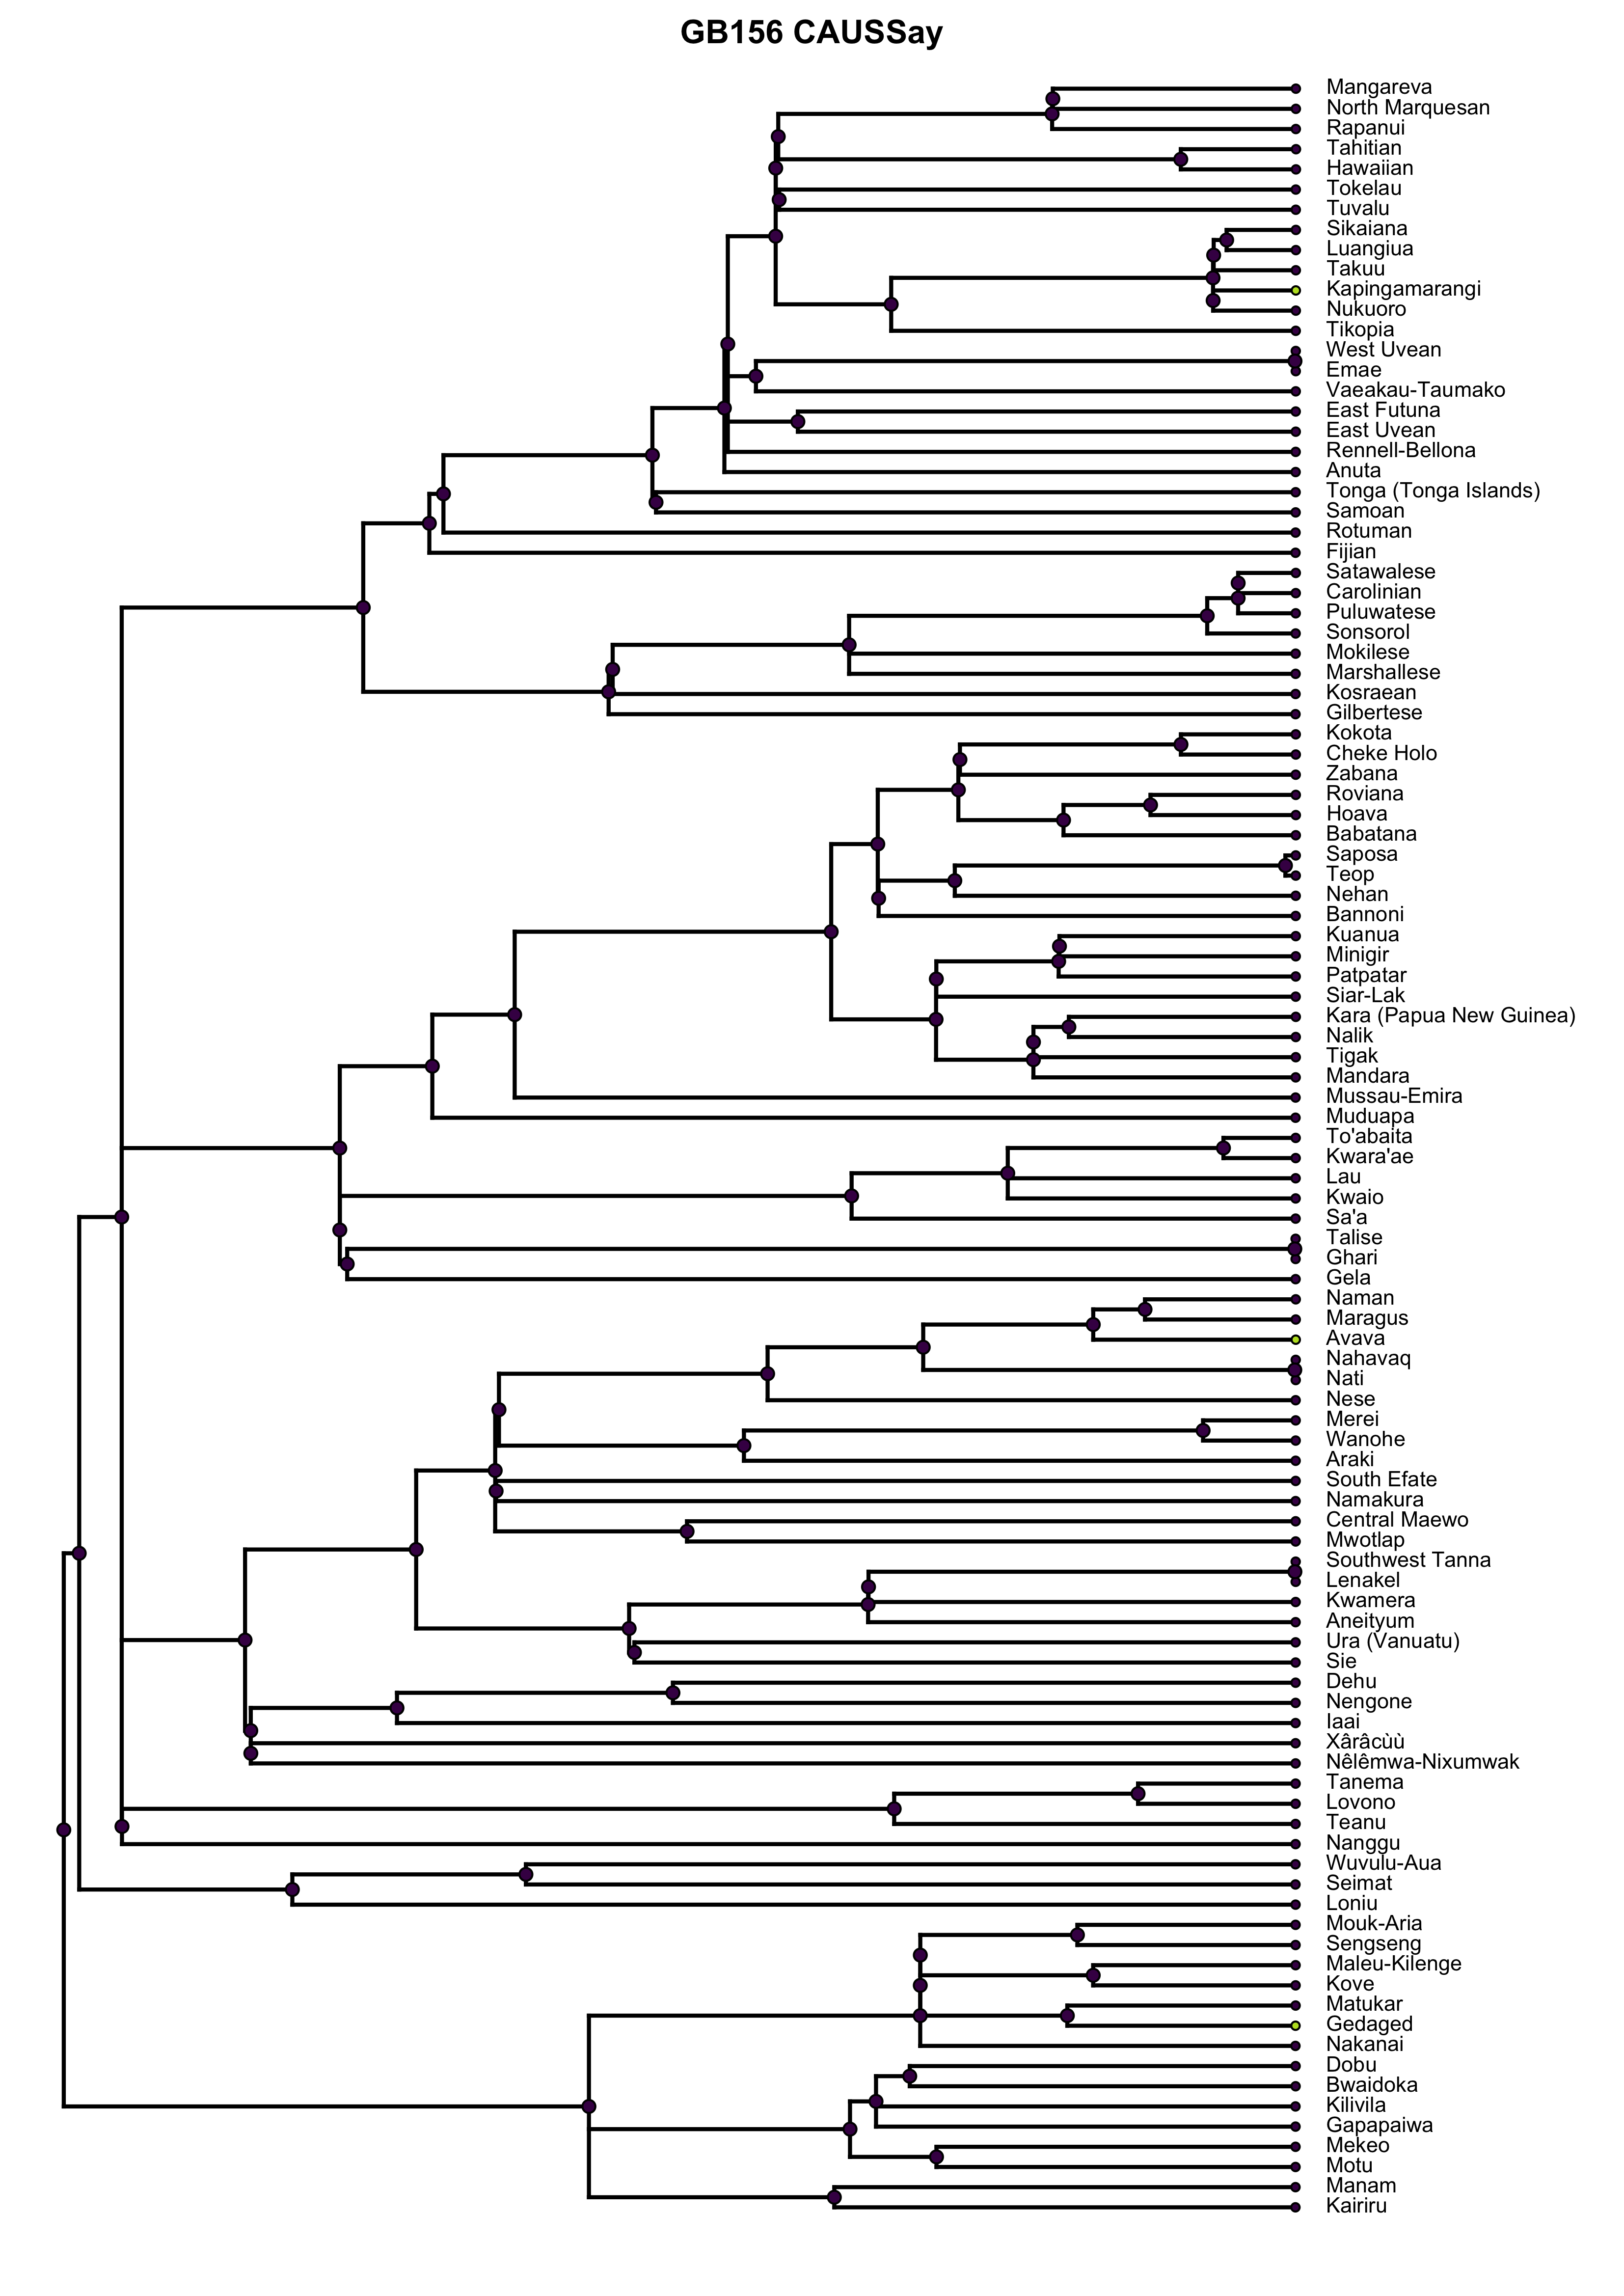 GB156 CAUSSay
Mangareva
North Marquesan
Rapanui
Tahitian
Hawaiian
Tokelau
Tuvalu
Sikaiana
Luangiua
Takuu
Kapingamarangi
Nukuoro
Tikopia
West Uvean
Emae
Vaeakau-Taumako
East Futuna
East Uvean
Rennell-Bellona
Anuta
Tonga (Tonga Islands)
Samoan
Rotuman
Fijian
Satawalese
Carolinian
Puluwatese
Sonsorol
Mokilese
Marshallese
Kosraean
Gilbertese
Kokota
Cheke Holo
Zabana
Roviana
Hoava
Babatana
Saposa
Teop
Nehan
Bannoni
Kuanua
Minigir
Patpatar
Siar-Lak
Kara (Papua New Guinea)
Nalik
Tigak
Mandara
Mussau-Emira
Muduapa
To'abaita
Kwara'ae
Lau
Kwaio
Sa'a
Talise
Ghari
Gela
Naman
Maragus
Avava
Nahavaq
Nati
Nese
Merei
Wanohe
Araki
South Efate
Namakura
Central Maewo
Mwotlap
Southwest Tanna
Lenakel
Kwamera
Aneityum
Ura (Vanuatu)
Sie
Dehu
Nengone
Iaai
Xârâcùù
Nêlêmwa-Nixumwak
Tanema
Lovono
Teanu
Nanggu
Wuvulu-Aua
Seimat
Loniu
Mouk-Aria
Sengseng
Maleu-Kilenge
Kove
Matukar
Gedaged
Nakanai
Dobu
Bwaidoka
Kilivila
Gapapaiwa
Mekeo
Motu
Manam
Kairiru